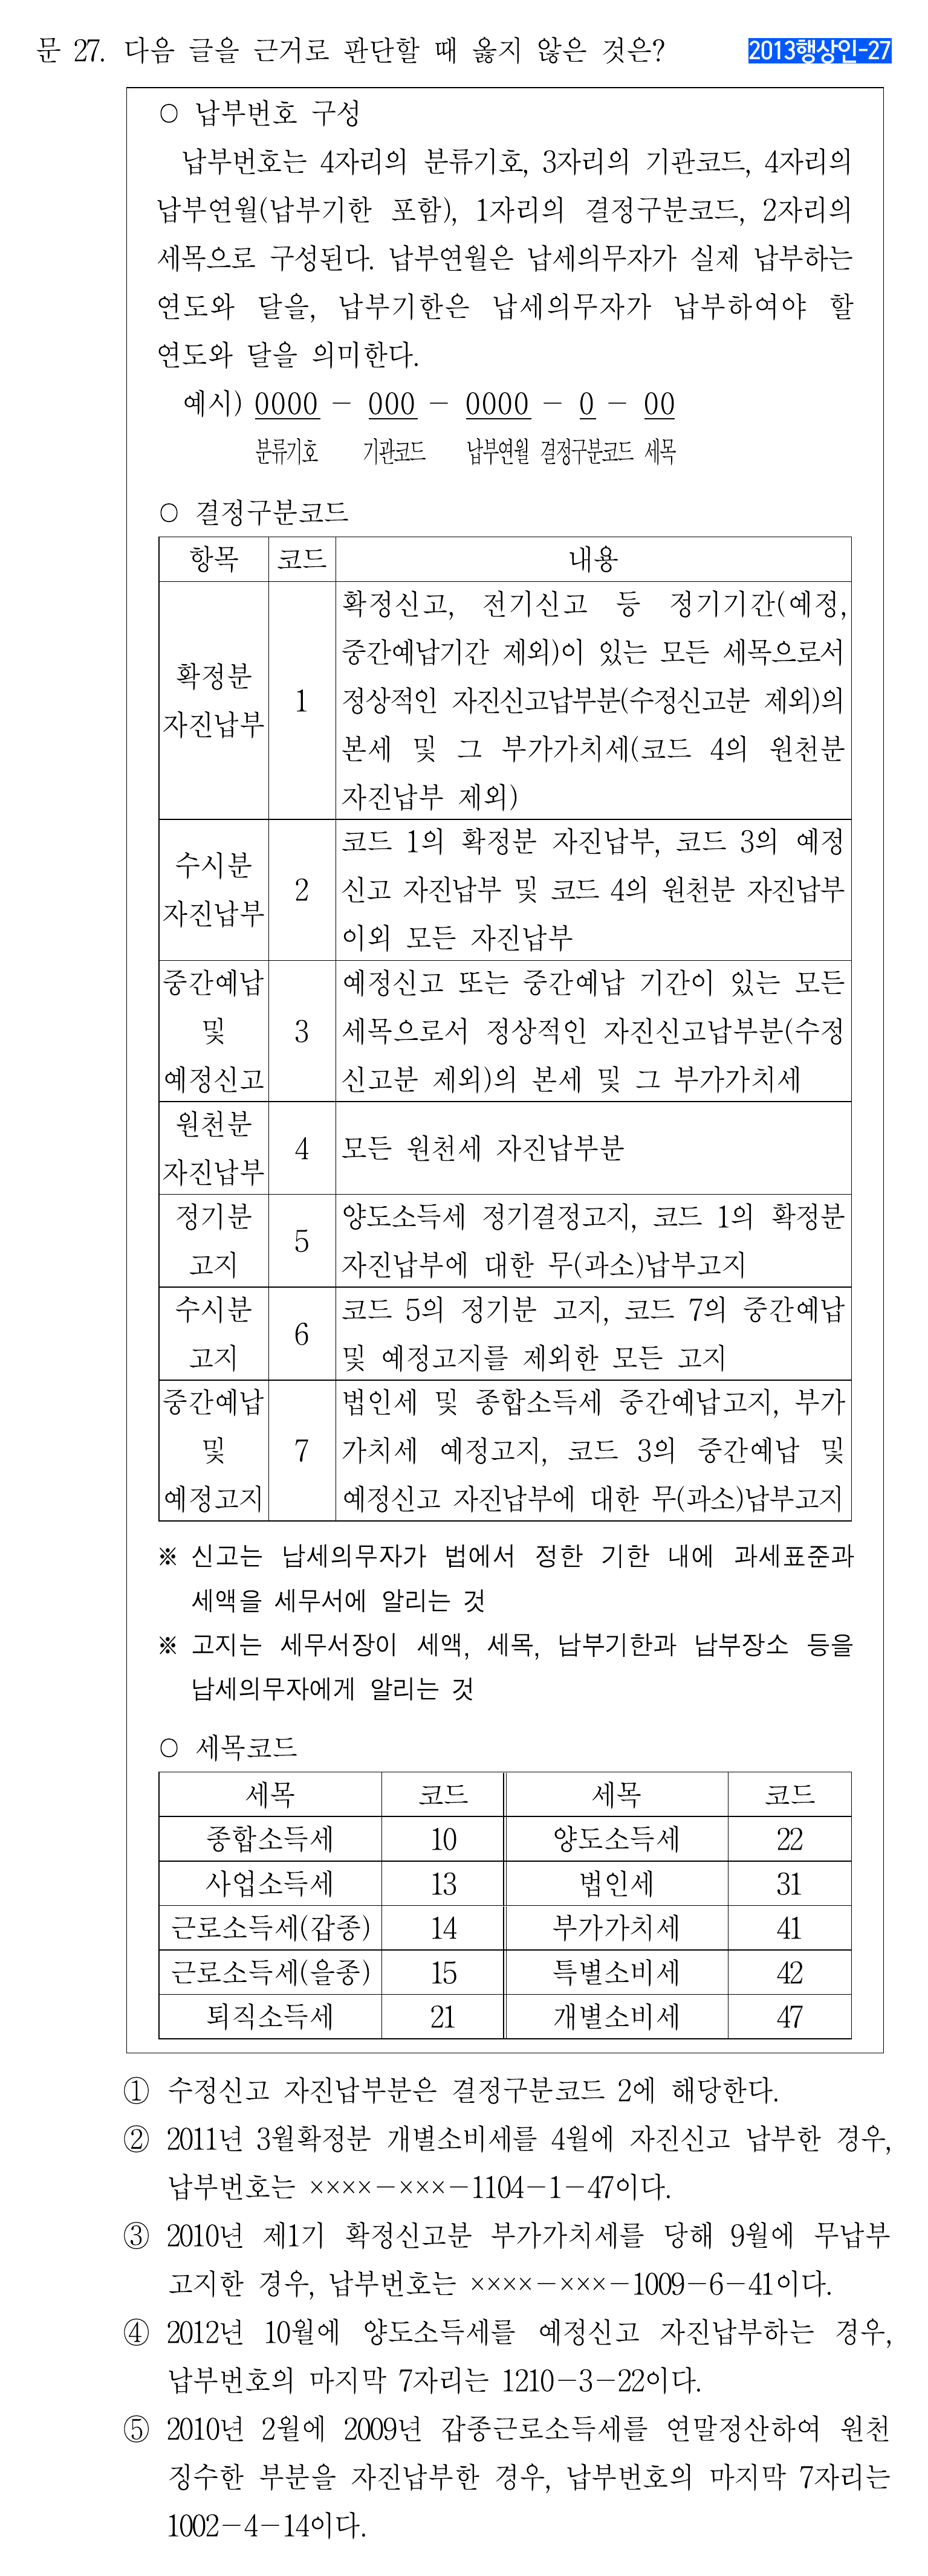 문 27. 다음 글을 근거로 판단할 때 옳지 않은 것은? 2013행상인-27
○ 납부번호 구성
납부번호는 4자리의 분류기호, 3자리의 기관코드, 4자리의
납부연월(납부기한 포함), 1자리의 결정구분코드, 2자리의
세목으로 구성된다. 납부연월은 납세의무자가 실제 납부하는
연도와 달을, 납부기한은 납세의무자가 납부하여야 할
연도와 달을 의미한다.
예시) 0000 - 000 - 0000 - 0 - 00
분류기호 기관코드 납부연월 결정구분코드 세목
○ 결정구분코드
항목 코드 내용
확정분
자진납부
1
확정신고, 전기신고 등 정기기간(예정,
중간예납기간 제외)이 있는 모든 세목으로서
정상적인 자진신고납부분(수정신고분 제외)의
본세 및 그 부가가치세(코드 4의 원천분
자진납부 제외)
수시분
자진납부
2
코드 1의 확정분 자진납부, 코드 3의 예정
신고 자진납부 및 코드 4의 원천분 자진납부
이외 모든 자진납부
중간예납
및
예정신고
3
예정신고 또는 중간예납 기간이 있는 모든
세목으로서 정상적인 자진신고납부분(수정
신고분 제외)의 본세 및 그 부가가치세
원천분
자진납부
4
모든 원천세 자진납부분
정기분
고지
5
양도소득세 정기결정고지, 코드 1의 확정분
자진납부에 대한 무(과소)납부고지
수시분
고지
6
코드 5의 정기분 고지, 코드 7의 중간예납
및 예정고지를 제외한 모든 고지
중간예납
및
예정고지
7
법인세 및 종합소득세 중간예납고지, 부가
가치세 예정고지, 코드 3의 중간예납 및
예정신고 자진납부에 대한 무(과소)납부고지
※ 신고는 납세의무자가 법에서 정한 기한 내에 과세표준과
세액을 세무서에 알리는 것
※ 고지는 세무서장이 세액, 세목, 납부기한과 납부장소 등을
납세의무자에게 알리는 것
○ 세목코드
세목 코드 세목 코드
종합소득세 10 양도소득세 22
사업소득세 13 법인세 31
근로소득세(갑종) 14 부가가치세 41
근로소득세(을종) 15 특별소비세 42
퇴직소득세 21 개별소비세 47
① 수정신고 자진납부분은 결정구분코드 2에 해당한다.
② 2011년 3월확정분 개별소비세를 4월에 자진신고 납부한 경우,
납부번호는 ××××-×××-1104-1-47이다.
③ 2010년 제1기 확정신고분 부가가치세를 당해 9월에 무납부
고지한 경우, 납부번호는 ××××-×××-1009-6-41이다.
④ 2012년 10월에 양도소득세를 예정신고 자진납부하는 경우,
납부번호의 마지막 7자리는 1210-3-22이다.
⑤ 2010년 2월에 2009년 갑종근로소득세를 연말정산하여 원천
징수한 부분을 자진납부한 경우, 납부번호의 마지막 7자리는
1002-4-14이다.